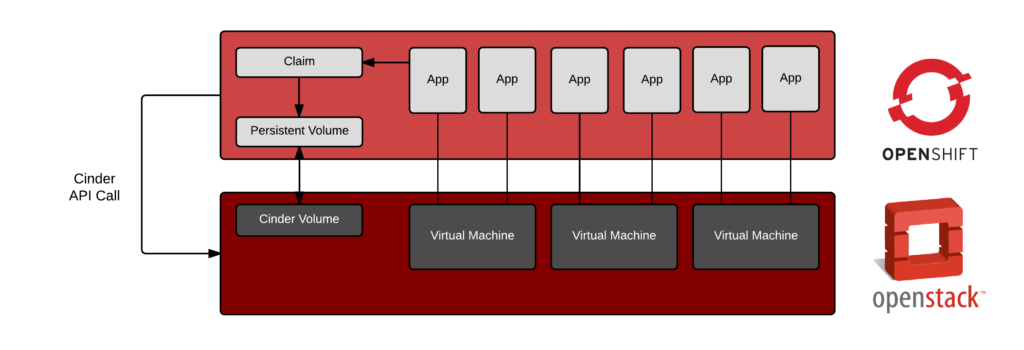 Claim
App
App
App
App
App
App
Persistent Volume
OPENSHIFT
Cinder
API Call
Cinder Volume
Virtual Machine
Virtual Machine
Virtual Machine
openstack™